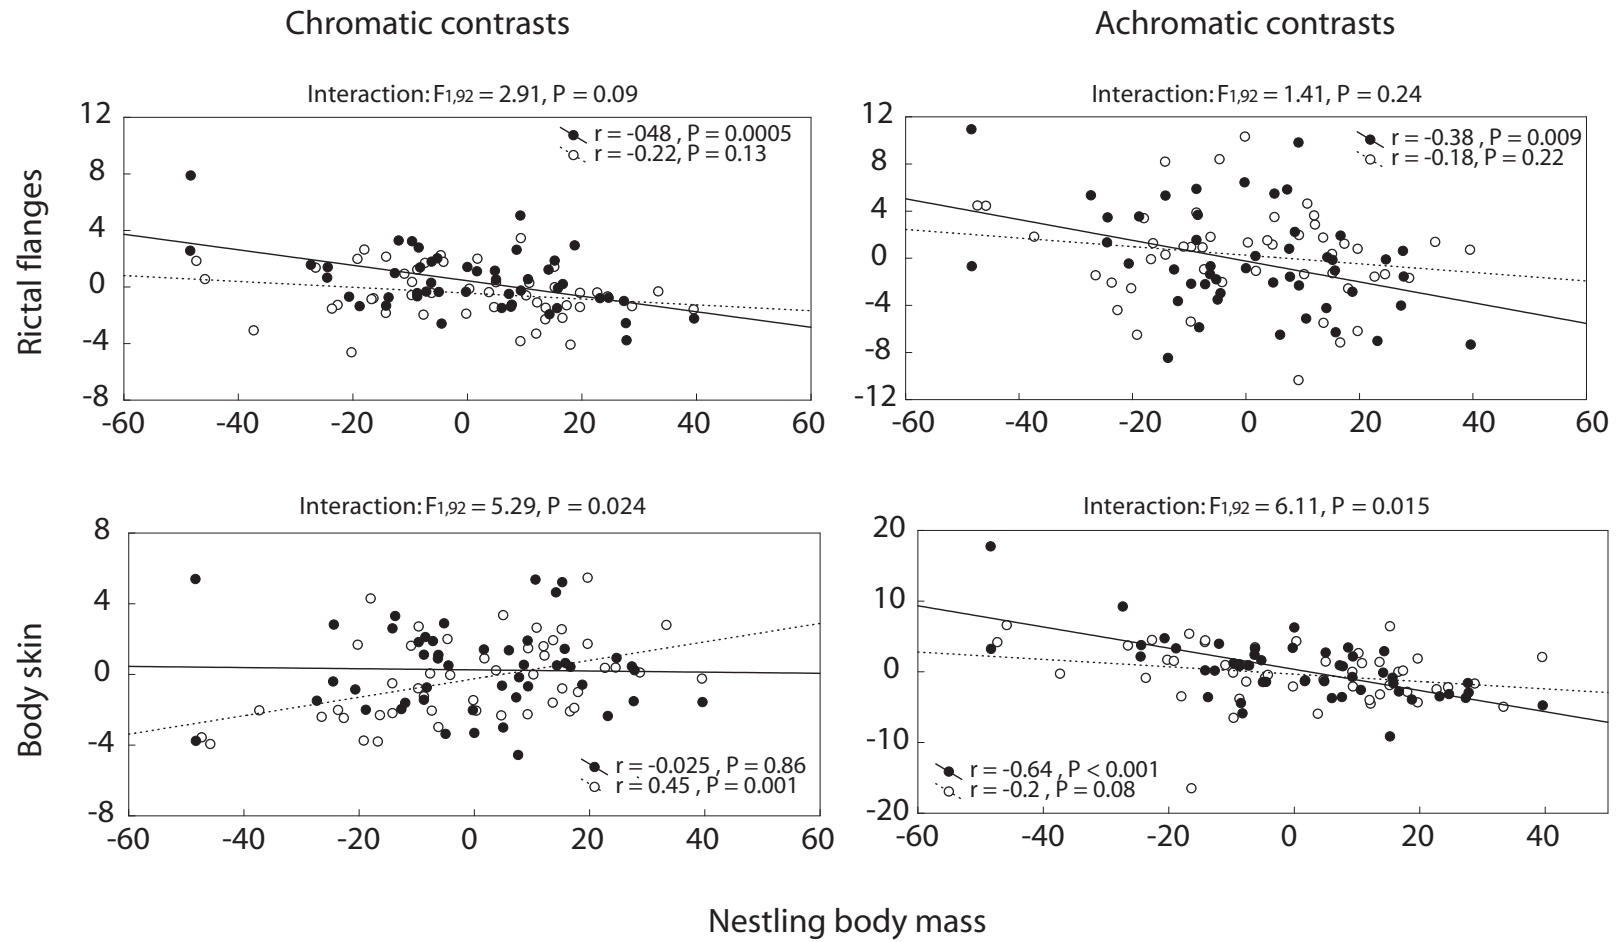 Chromatic contrasts
Achromatic contrasts
Rictal flanges
Interaction: F1,92 = 2.91, P = 0.09
r = -048 , P = 0.0005
r = -0.22, P = 0.13
12
8
4
0
-4
-8
-60 -40 -20 0 20 40 60
Interaction: F1,92 = 1.41, P = 0.24
r = -0.38, P = 0.009
r = -0.18, P = 0.22
12
8
4
0
-4
-8
-12
-60 -40 -20 0 20 40 60
Body skin
Interaction: F1,92 = 5.29, P = 0.024
8
4
0
-4
-8
r = -0.025 , P = 0.86
r = 0.45 , P = 0.001
-60 -40 -20 0 20 40 60
Interaction: F1,92 = 6.11, P = 0.015
20
10
0
-10
-20
r = -0.64 , P < 0.001
r = -0.2 , P = 0.08
-60 -40 -20 0 20 40
Nestling body mass